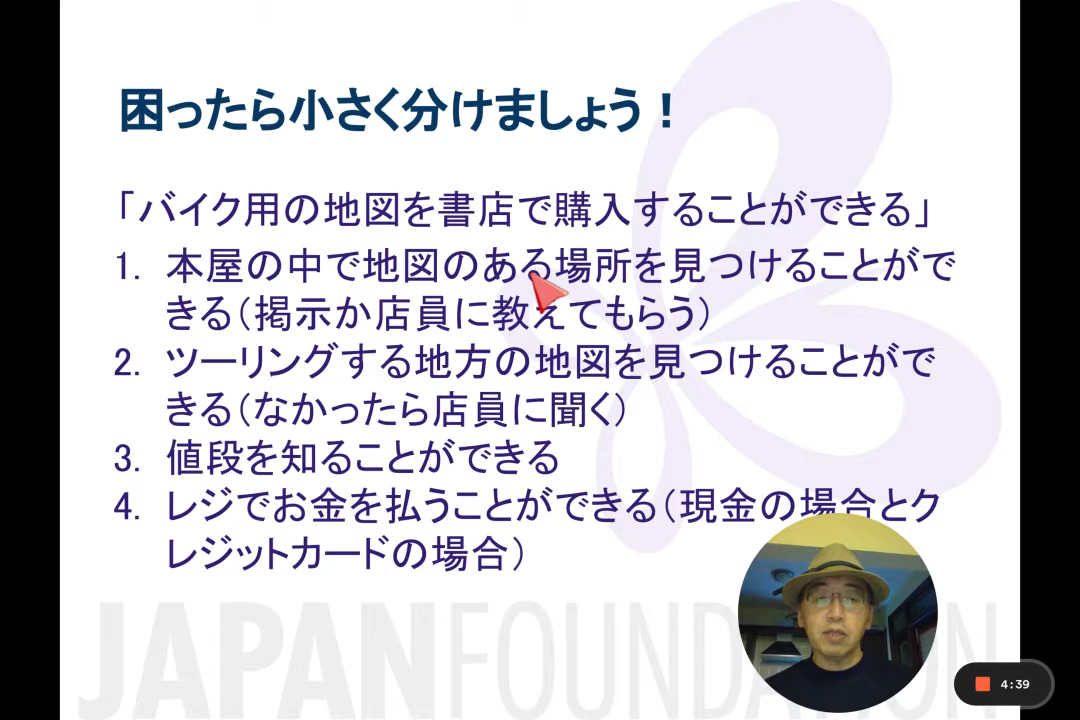 困ったら小さく分けましょう！
「バイク用の地図を書店で購入することができる」
1. 本屋の中で地図のある場所を見つけることがで
きる（掲示か店員に教えてもらう）
2. ツーリングする地方の地図を見つけることがで
きる（なかったら店員に聞く）
3. 値段を知ることができる
4. レジでお金を払うことができる（現金の場合とク
レジットカードの場合）
JAPANFOUNDATION
4:39